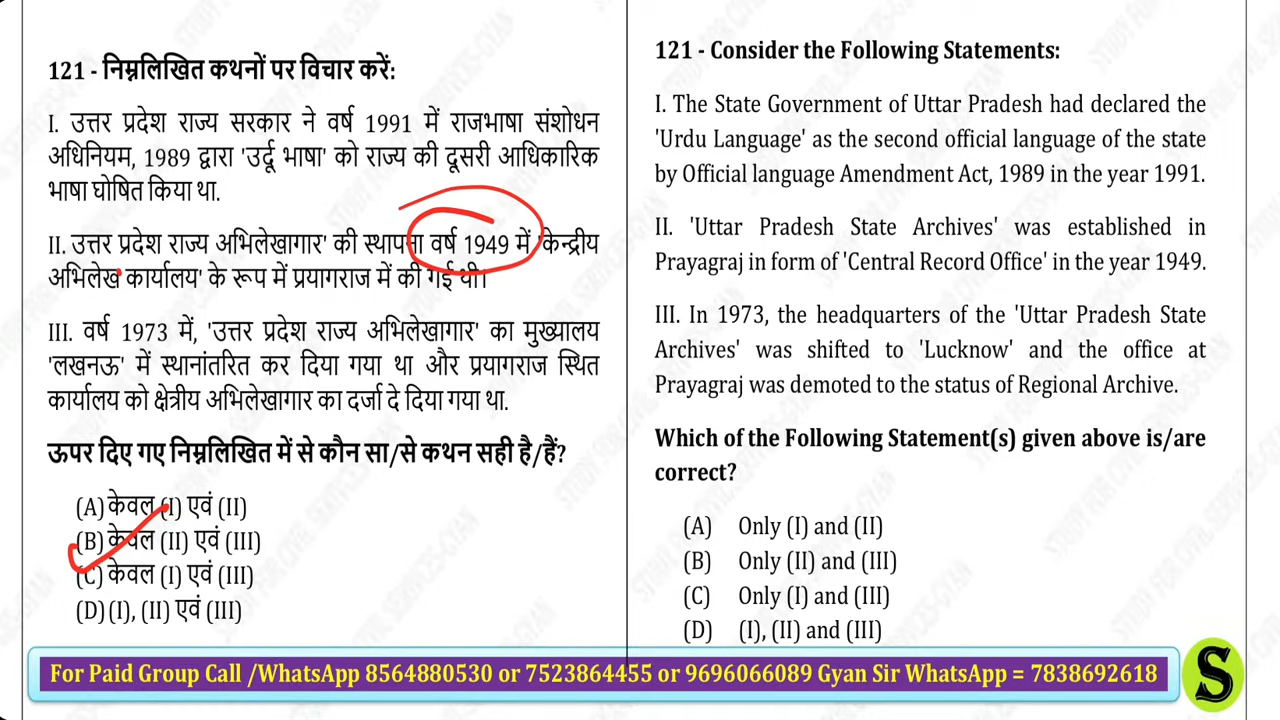 121 - निम्नलिखित कथनों पर विचार करें:
I. उत्तर प्रदेश राज्य सरकार ने वर्ष 1991 में राजभाषा संशोधन
अधिनियम, 1989 द्वारा 'उर्दू भाषा' को राज्य की दूसरी आधिकारिक
भाषा घोषित किया था.
II. उत्तर प्रदेश राज्य अभिलेखागार' की स्थापना वर्ष 1949 में 'केन्द्रीय
अभिलेख कार्यालय' के रूप में प्रयागराज में की गई थी।
III. वर्ष 1973 में, 'उत्तर प्रदेश राज्य अभिलेखागार' का मुख्यालय
'लखनऊ' में स्थानांतरित कर दिया गया था और प्रयागराज स्थित
कार्यालय को क्षेत्रीय अभिलेखागार का दर्जा दे दिया गया था.
ऊपर दिए गए निम्नलिखित में से कौन सा/से कथन सही है/हैं?
(A) केवल (I) एवं (II)
(B) केवल (II) एवं (III)
(C) केवल (I) एवं (III)
(D) (I), (II) एवं (III)
121 - Consider the Following Statements:
I. The State Government of Uttar Pradesh had declared the
'Urdu Language' as the second official language of the state
by Official language Amendment Act, 1989 in the year 1991.
II. 'Uttar Pradesh State Archives' was established in
Prayagraj in form of 'Central Record Office' in the year 1949.
III. In 1973, the headquarters of the 'Uttar Pradesh State
Archives' was shifted to 'Lucknow' and the office at
Prayagraj was demoted to the status of Regional Archive.
Which of the Following Statement(s) given above is/are
correct?
(A) Only (I) and (II)
(B) Only (II) and (III)
(C) Only (I) and (III)
(D) (I), (II) and (III)
For Paid Group Call /WhatsApp 8564880530 or 7523864455 or 9696066089 Gyan Sir WhatsApp = 7838692618
S